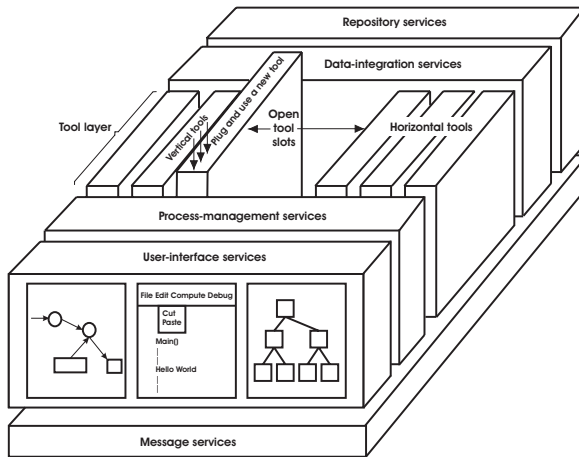 Repository services
Data-integration services
Tool layer
Vertical tools
Plug and use a new tool
Open
tool
slots
Horizontal tools
Process-management services
User-interface services
File Edit Compute Debug
Cut
Paste
Main()
Hello World
Message services